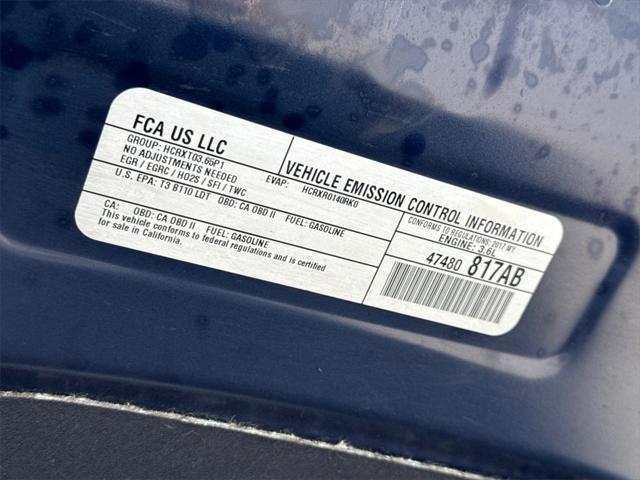 FCA US LLC
VEHICLE EMISSION CONTROL INFORMATION
GROUP: HCRXT03.65P1
EVAP: HCRXR0140RK0
CONFORMS TO REGULATIONS: 2017 MY
NO ADJUSTMENTS NEEDED
ENGINE: 3.6L
EGR / EGRC / HO2S / SFI / TWC
U.S. EPA: T3 B110 LDT OBD: CA OBD II FUEL: GASOLINE
47480 817AB
CA: OBD: CA OBD II FUEL: GASOLINE
This vehicle conforms to federal regulations and is certified
for sale in California.